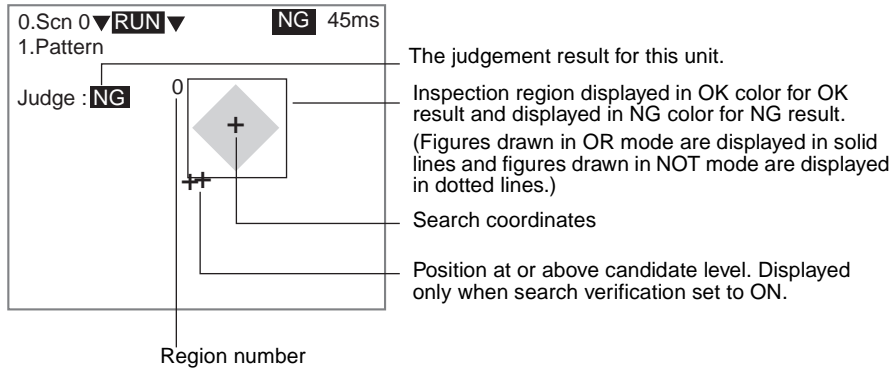 0.Scn 0▼RUN▼ NG 45ms
1.Pattern
Judge : NG
0
The judgement result for this unit.
Inspection region displayed in OK color for OK
result and displayed in NG color for NG result.
(Figures drawn in OR mode are displayed in solid
lines and figures drawn in NOT mode are displayed
in dotted lines.)
Search coordinates
Position at or above candidate level. Displayed
only when search verification set to ON.
Region number